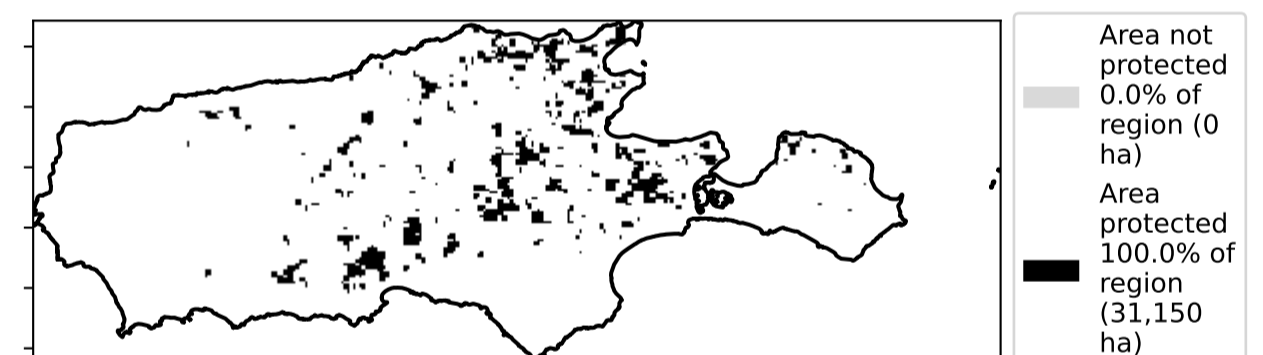 Area not
protected
0.0% of
region (0
ha)
Area
protected
100.0% of
region
(31,150
ha)